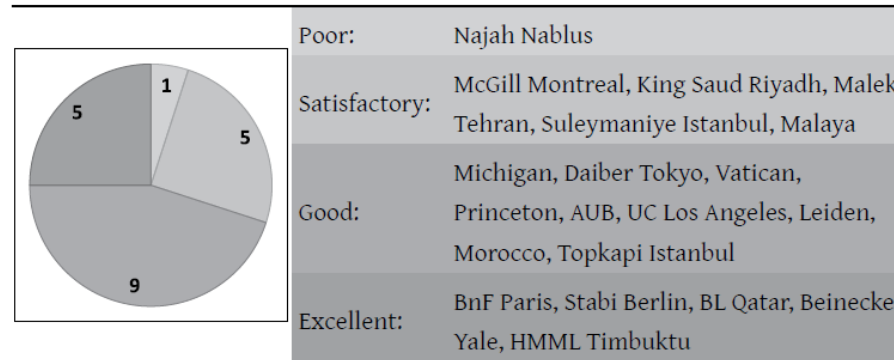 1
5
5
9
Poor: Najah Nablus
Satisfactory: McGill Montreal, King Saud Riyadh, Malek
Tehran, Suleymaniye Istanbul, Malaya
Good: Michigan, Daiber Tokyo, Vatican,
Princeton, AUB, UC Los Angeles, Leiden,
Morocco, Topkapi Istanbul
Excellent: BnF Paris, Stabi Berlin, BL Qatar, Beinecke
Yale, HMML Timbuktu